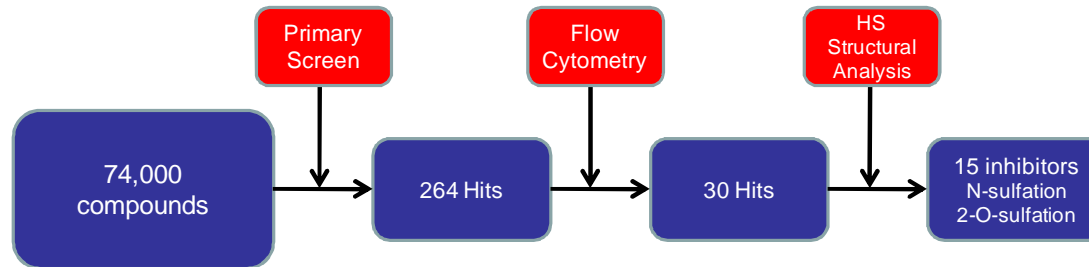 Primary
Screen
Flow
Cytometry
HS
Structural
Analysis
74,000
compounds
264 Hits
30 Hits
15 inhibitors
N-sulfation
2-O-sulfation